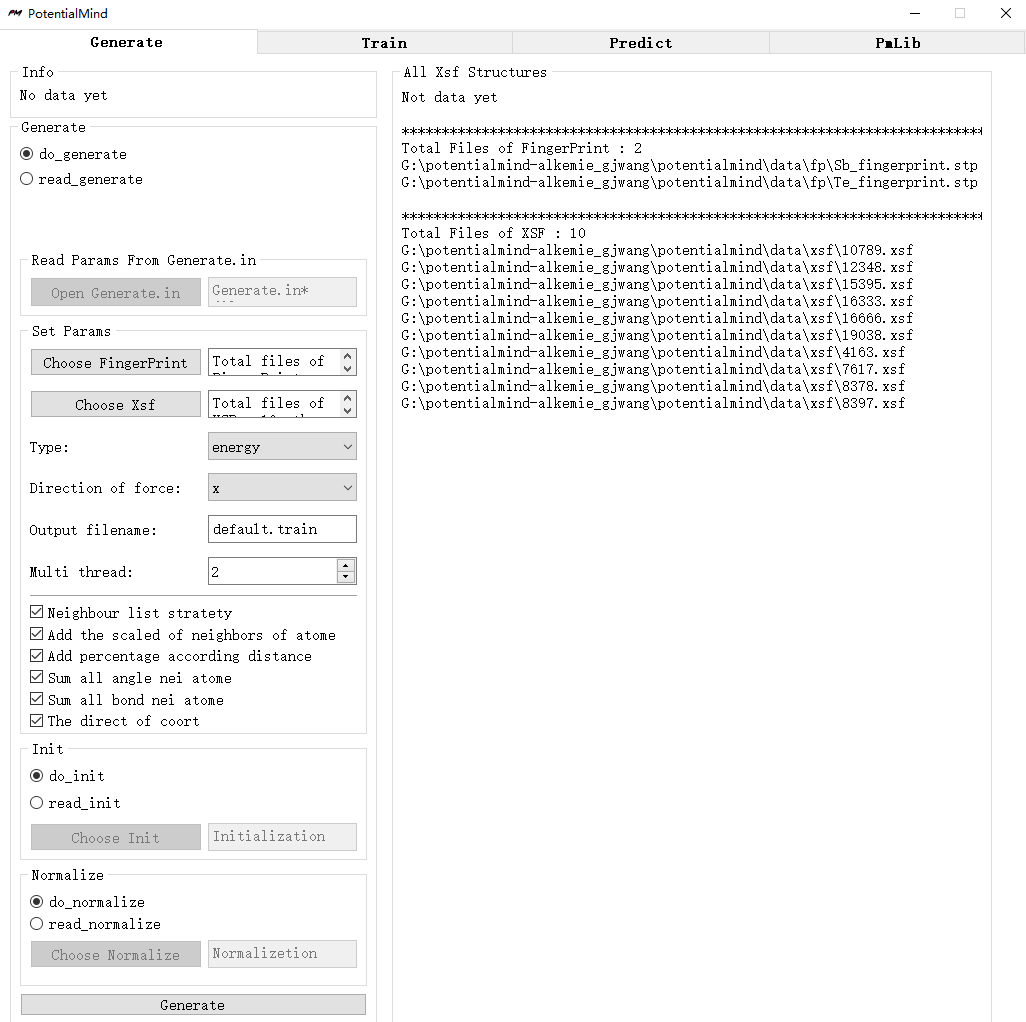 PotentialMind
Generate
Train
Predict
PmLib
Info
No data yet
Generate
do_generate
read_generate
Read Params From Generate.in
Open Generate.in
Generate.in*
Set Params
Choose FingerPrint
Total files of
Choose Xsf
Total files of
Type:
energy
Direction of force:
x
Output filename:
default.train
Multi thread:
2
Neighbour list stratety
Add the scaled of neighbors of atome
Add percentage according distance
Sum all angle nei atome
Sum all bond nei atome
The direct of coort
Init
do_init
read_init
Choose Init
Initialization
Normalize
do_normalize
read_normalize
Choose Normalize
Normalizetion
Generate
All Xsf Structures
Not data yet
*************************************************************************
Total Files of FingerPrint : 2
G:\potentialmind-alkemie_gjwang\potentialmind\data\fp\Sb_fingerprint.stp
G:\potentialmind-alkemie_gjwang\potentialmind\data\fp\Te_fingerprint.stp
*************************************************************************
Total Files of XSF : 10
G:\potentialmind-alkemie_gjwang\potentialmind\data\xsf\10789.xsf
G:\potentialmind-alkemie_gjwang\potentialmind\data\xsf\12348.xsf
G:\potentialmind-alkemie_gjwang\potentialmind\data\xsf\15395.xsf
G:\potentialmind-alkemie_gjwang\potentialmind\data\xsf\16333.xsf
G:\potentialmind-alkemie_gjwang\potentialmind\data\xsf\16666.xsf
G:\potentialmind-alkemie_gjwang\potentialmind\data\xsf\19038.xsf
G:\potentialmind-alkemie_gjwang\potentialmind\data\xsf\4163.xsf
G:\potentialmind-alkemie_gjwang\potentialmind\data\xsf\7617.xsf
G:\potentialmind-alkemie_gjwang\potentialmind\data\xsf\8378.xsf
G:\potentialmind-alkemie_gjwang\potentialmind\data\xsf\8397.xsf